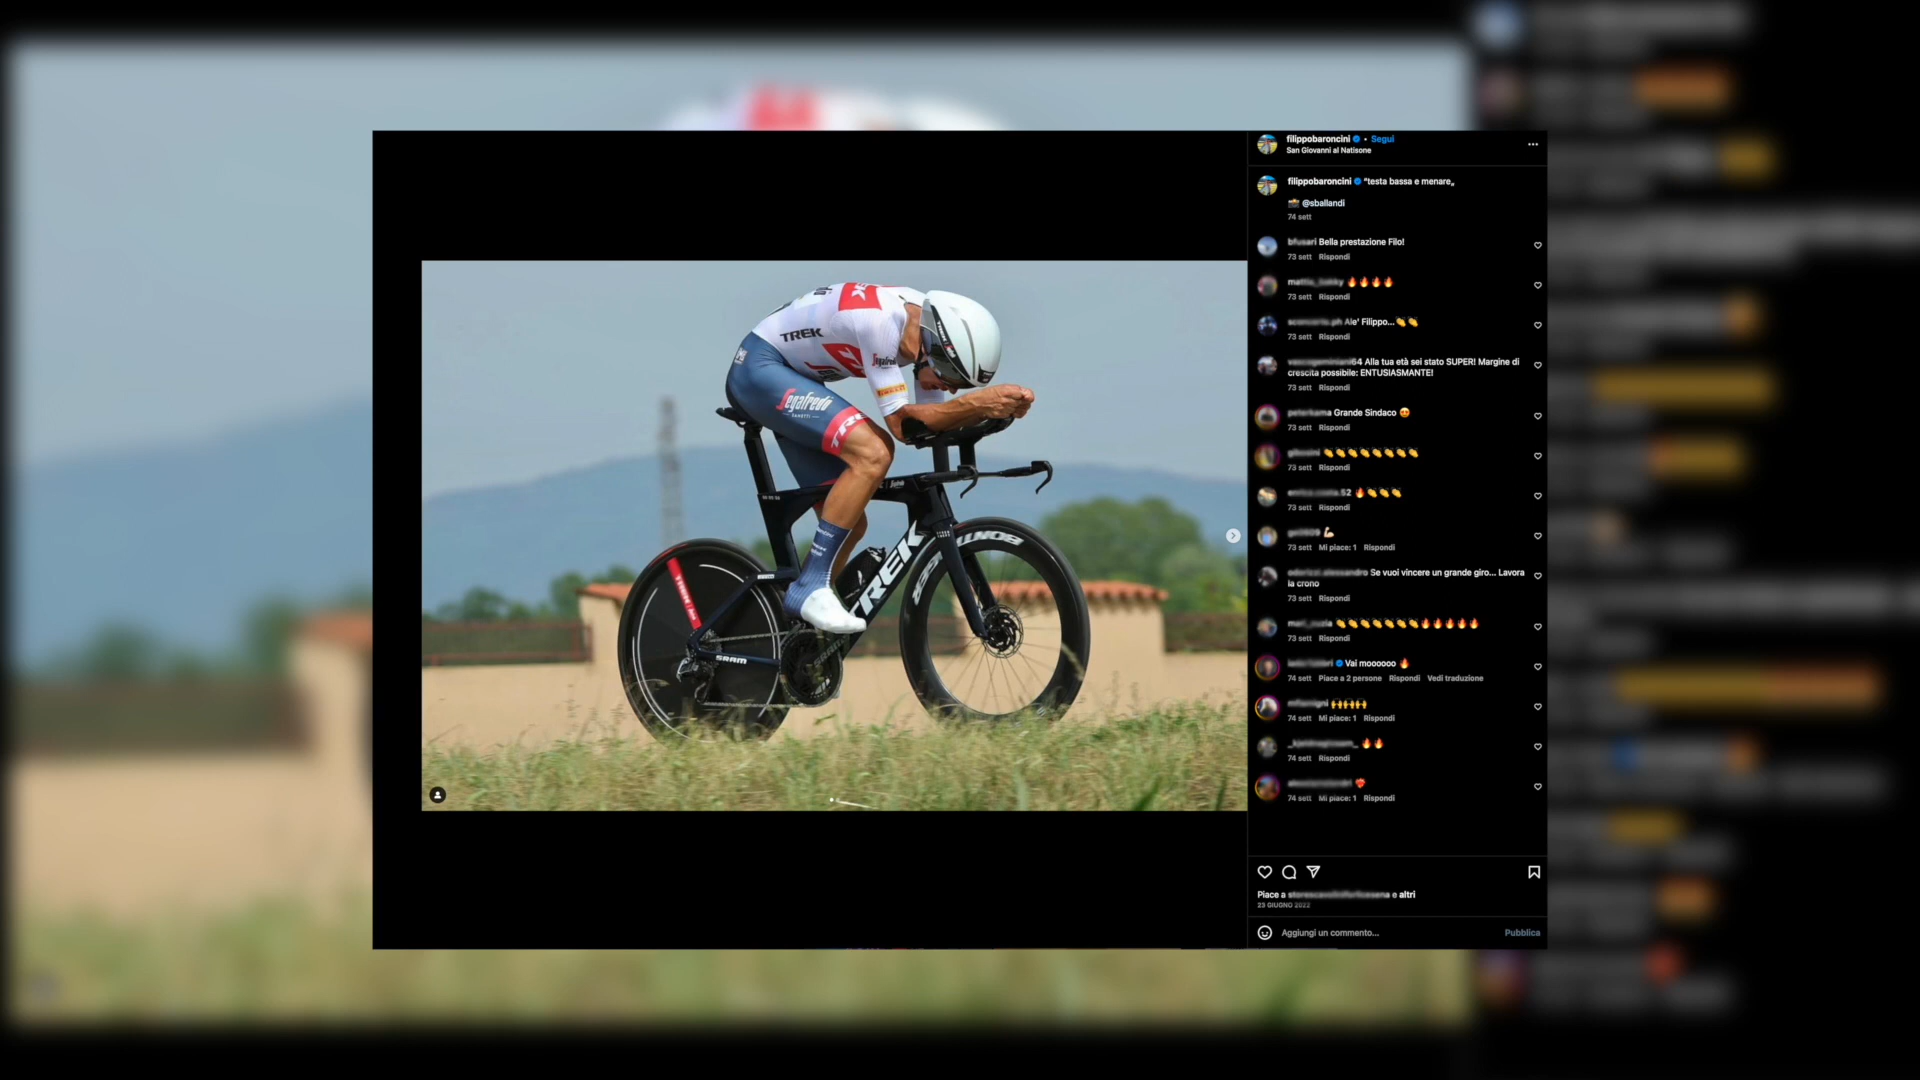 filippobaroncini • Segui
San Giovanni al Natisone
filippobaroncini "testa bassa e menare„
@sballandi
74 sett
Bella prestazione Filo!
73 sett Rispondi
73 sett Rispondi
Ale' Filippo...
73 sett Rispondi
Alla tua età sei stato SUPER! Margine di
crescita possibile: ENTUSIASMANTE!
73 sett Rispondi
Grande Sindaco
73 sett Rispondi
73 sett Rispondi
73 sett Rispondi
73 sett Mi piace: 1 Rispondi
Se vuoi vincere un grande giro... Lavora
la crono
73 sett Rispondi
73 sett Rispondi
Vai moooooo
74 sett Piace a 2 persone Rispondi Vedi traduzione
74 sett Mi piace: 1 Rispondi
74 sett Rispondi
74 sett Mi piace: 1 Rispondi
Piace a
e altri
23 GIUGNO 2022
Aggiungi un commento...
Pubblica
TREK
Segafredo
Segafredo
ZANETTI
TREK
TREK
SRAM
BONTRAGER